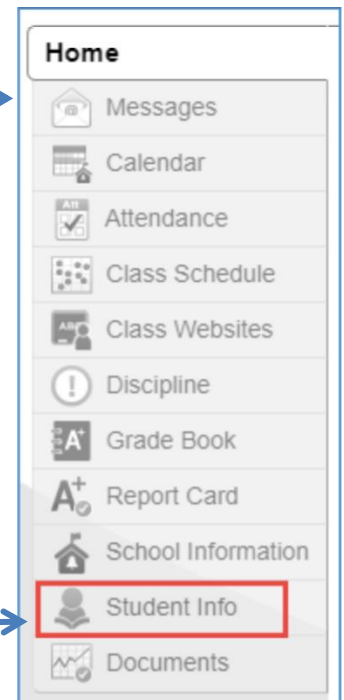 Home
Messages
Calendar
Attendance
Class Schedule
Class Websites
Discipline
Grade Book
Report Card
School Information
Student Info
Documents